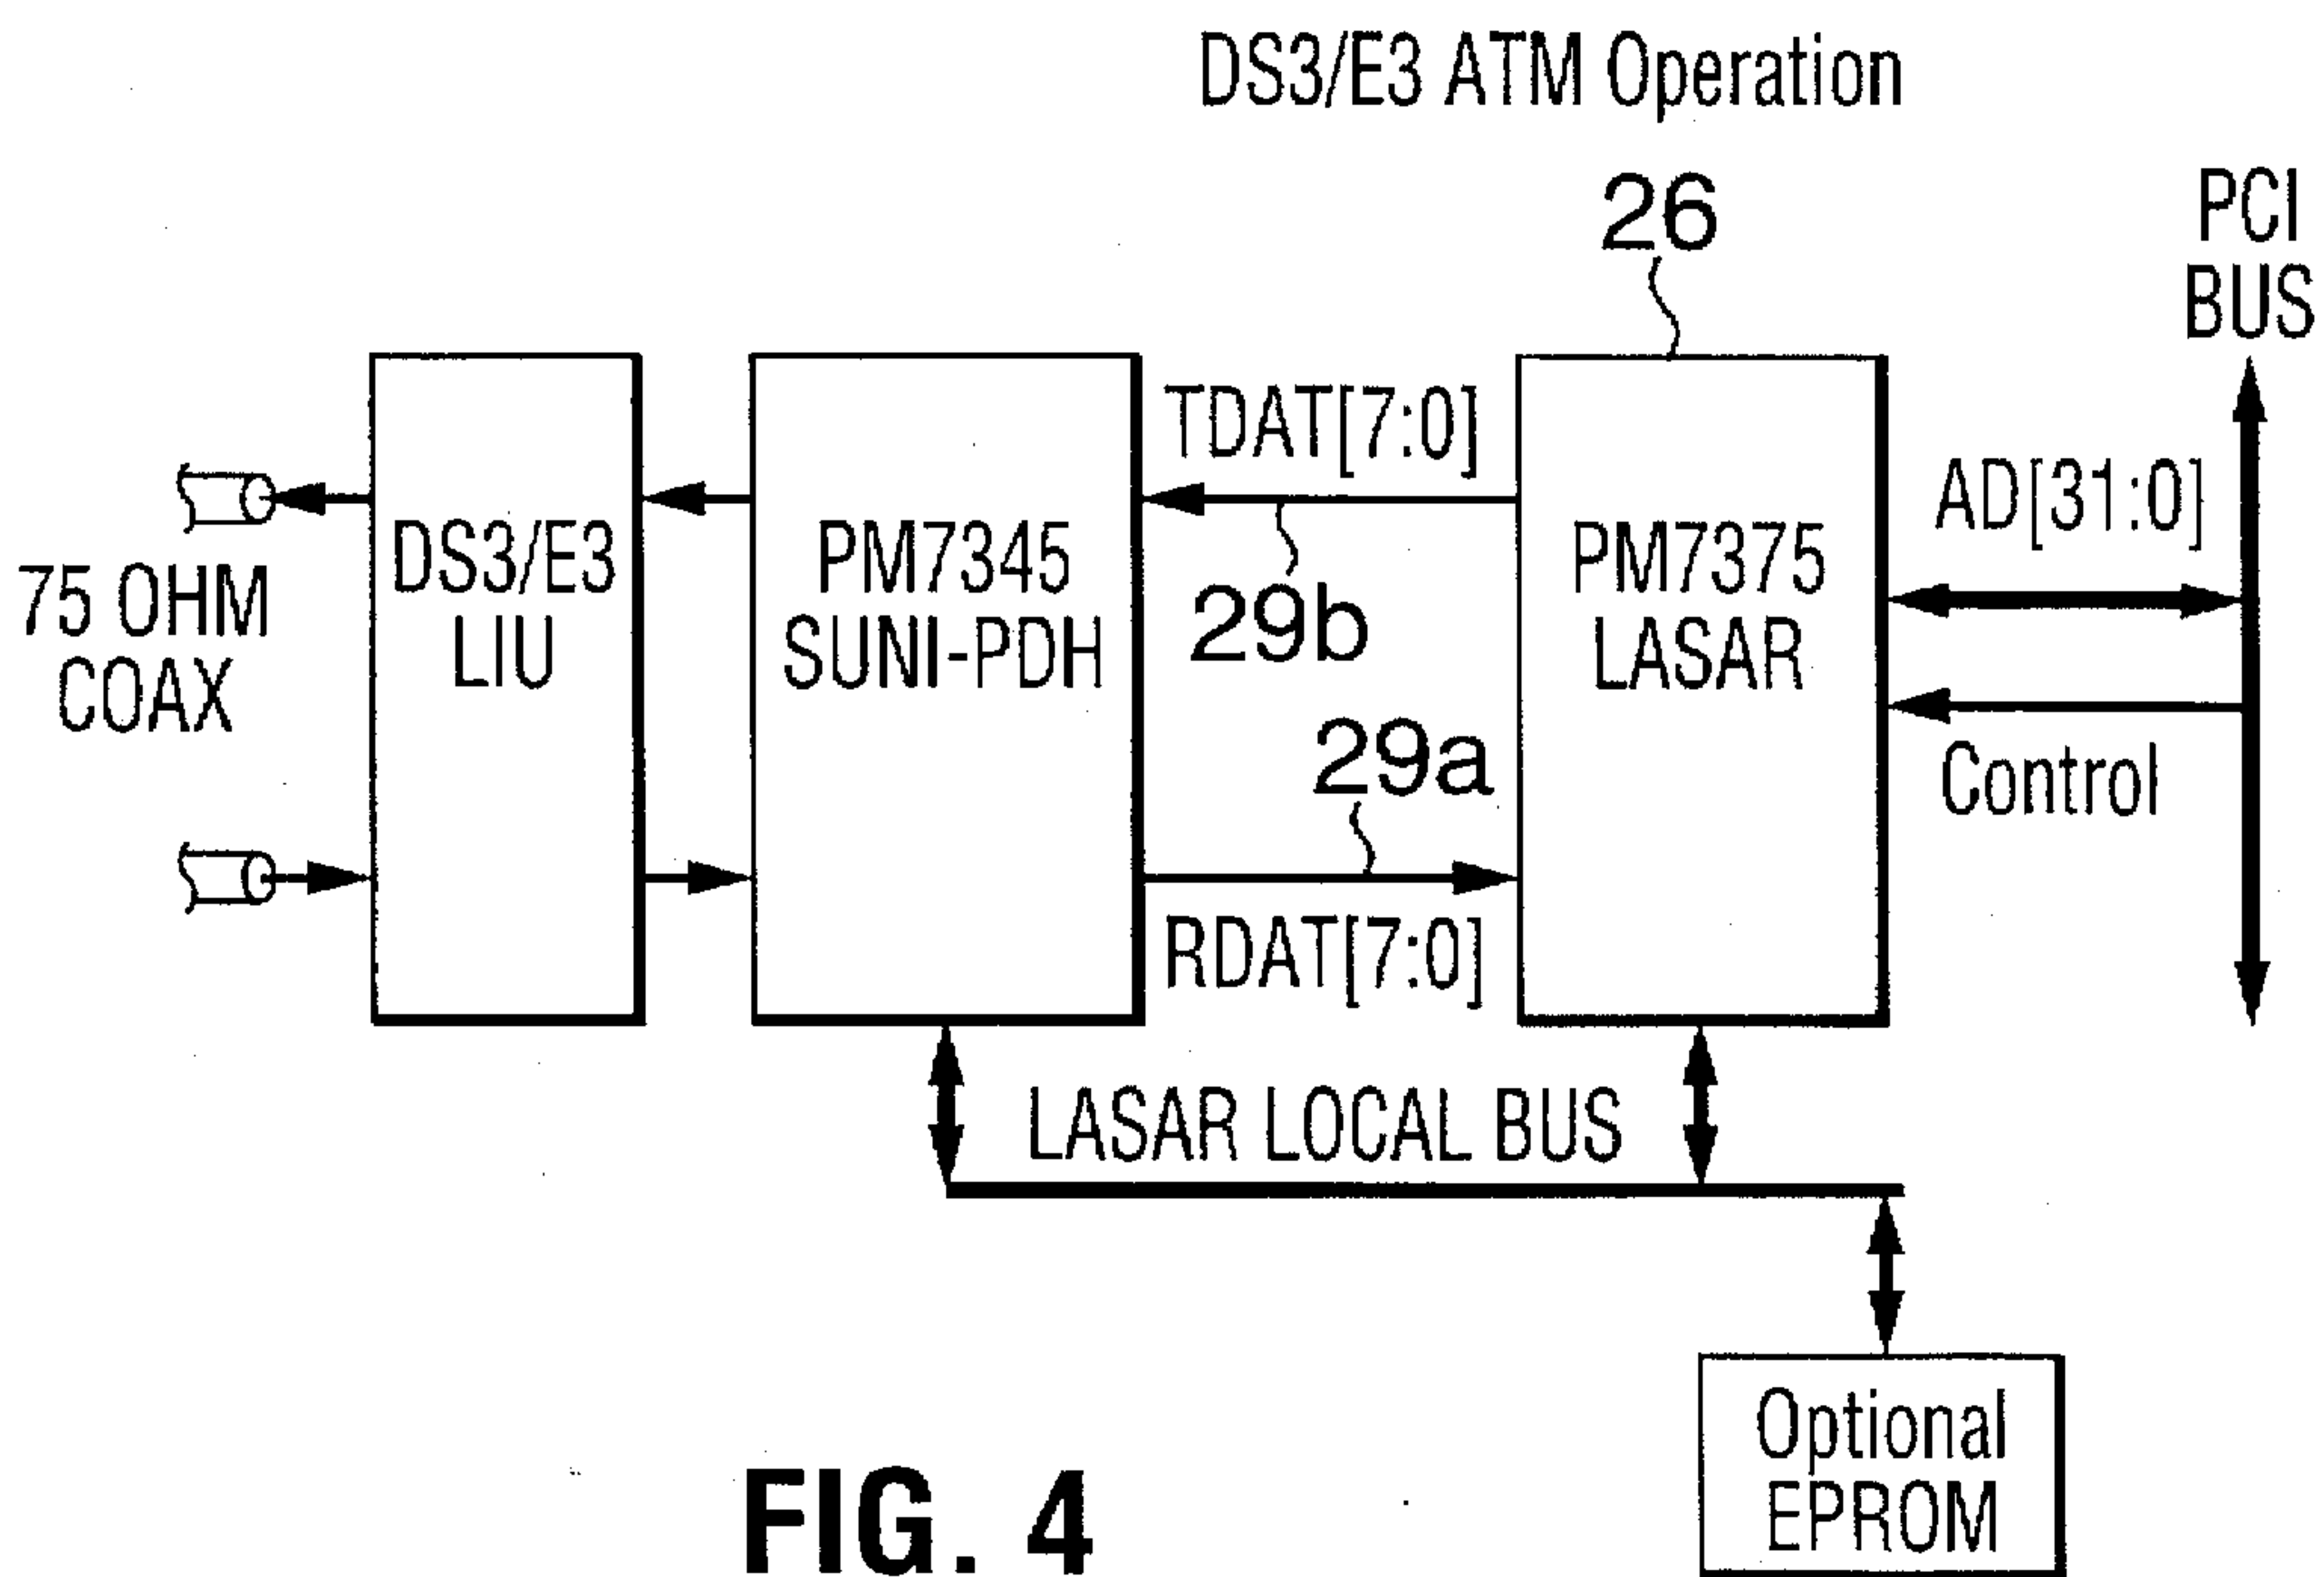 DS3/E3 ATM Operation
26
PCI
BUS
TDAT[7:0]
AD[31:0]
75 OHM
COAX
DS3/E3
LIU
PM7345
SUNI-PDH
29b
PM7375
LASAR
29a
Control
RDAT[7:0]
LASAR LOCAL BUS
Optional
EPROM
FIG. 4